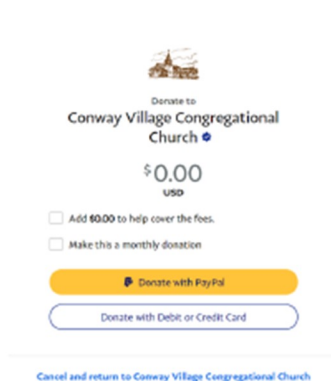 Donate to
Conway Village Congregational
Church
$0.00
USD
Add $0.00 to help cover the fees.
Make this a monthly donation
Donate with PayPal
Donate with Debit or Credit Card
Cancel and return to Conway Village Congregational Church